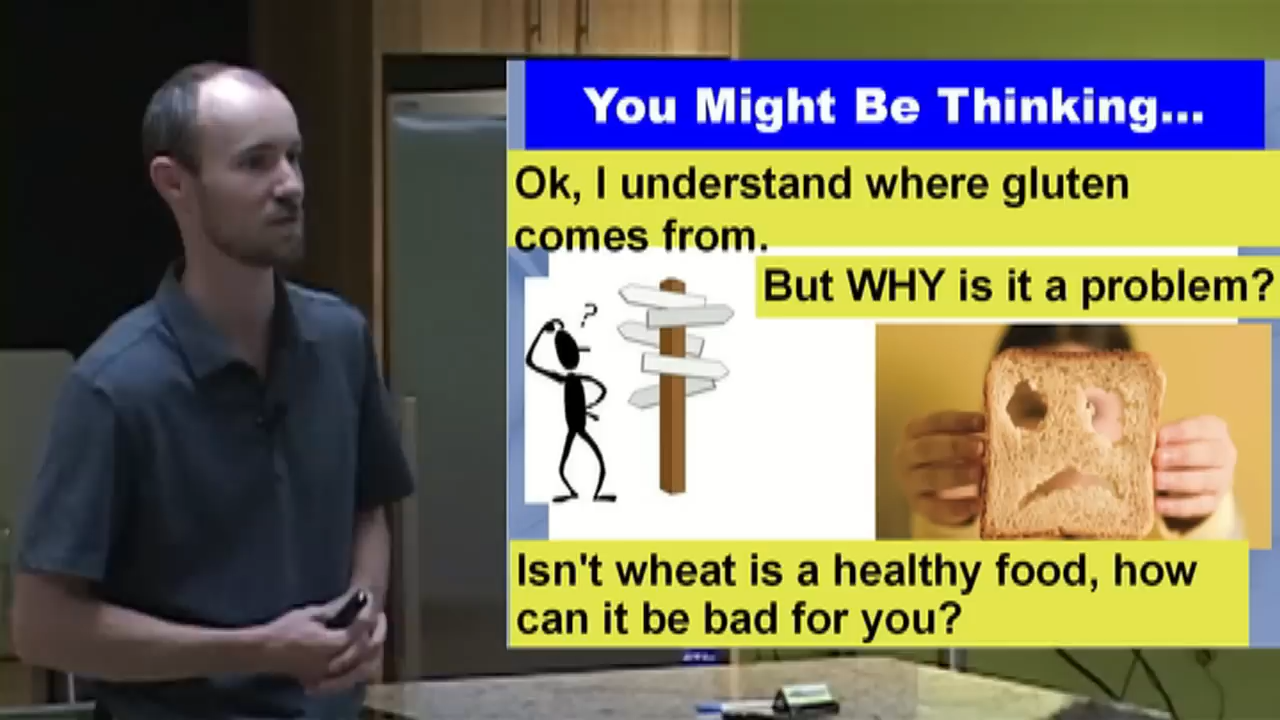 You Might Be Thinking...
Ok, I understand where gluten
comes from.
But WHY is it a problem?
?
Isn't wheat is a healthy food, how
can it be bad for you?